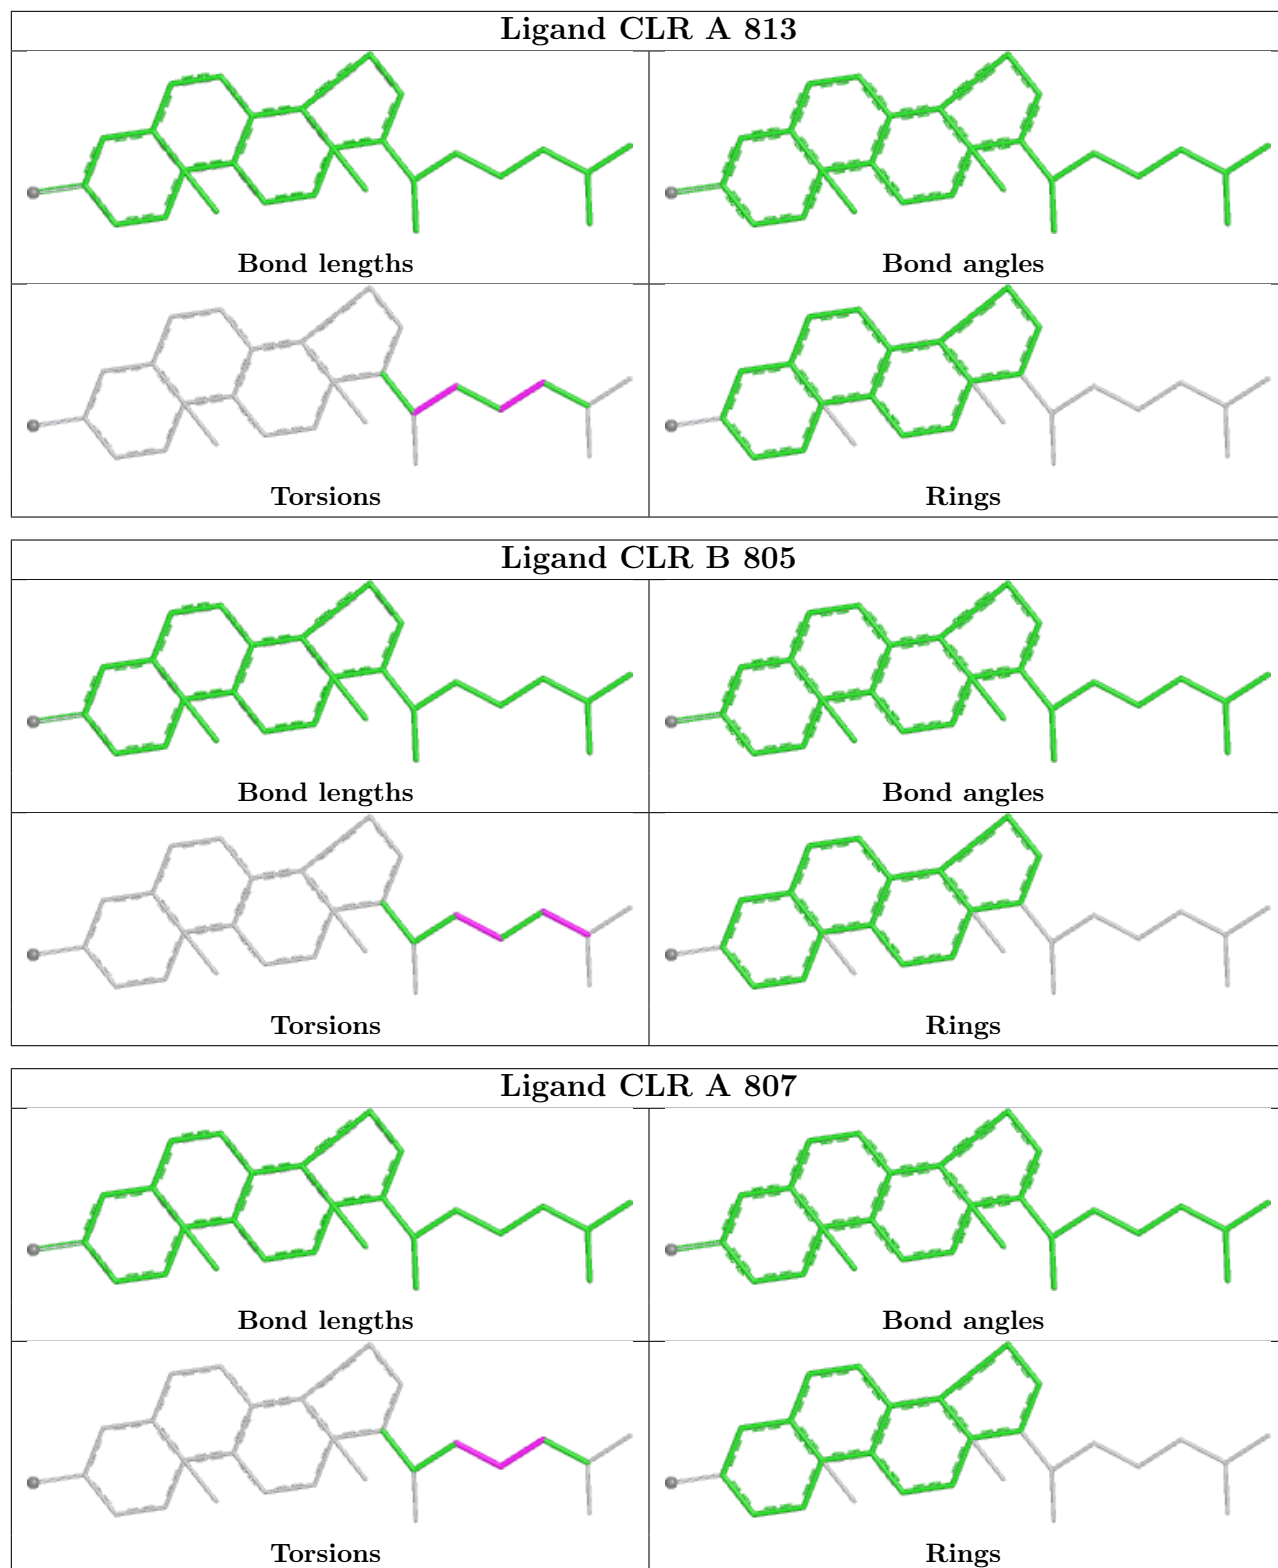 Ligand CLR A 813
Bond lengths
Bond angles
Torsions
Rings
Ligand CLR B 805
Bond lengths
Bond angles
Torsions
Rings
Ligand CLR A 807
Bond lengths
Bond angles
Torsions
Rings